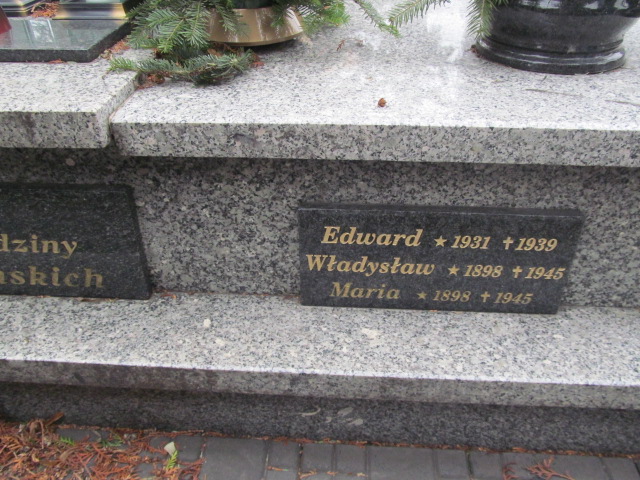 dziny
nskich
Edward ★ 1931 ✝ 1939
Władysław ★ 1898 ✝ 1945
Maria ★ 1898 ✝ 1945